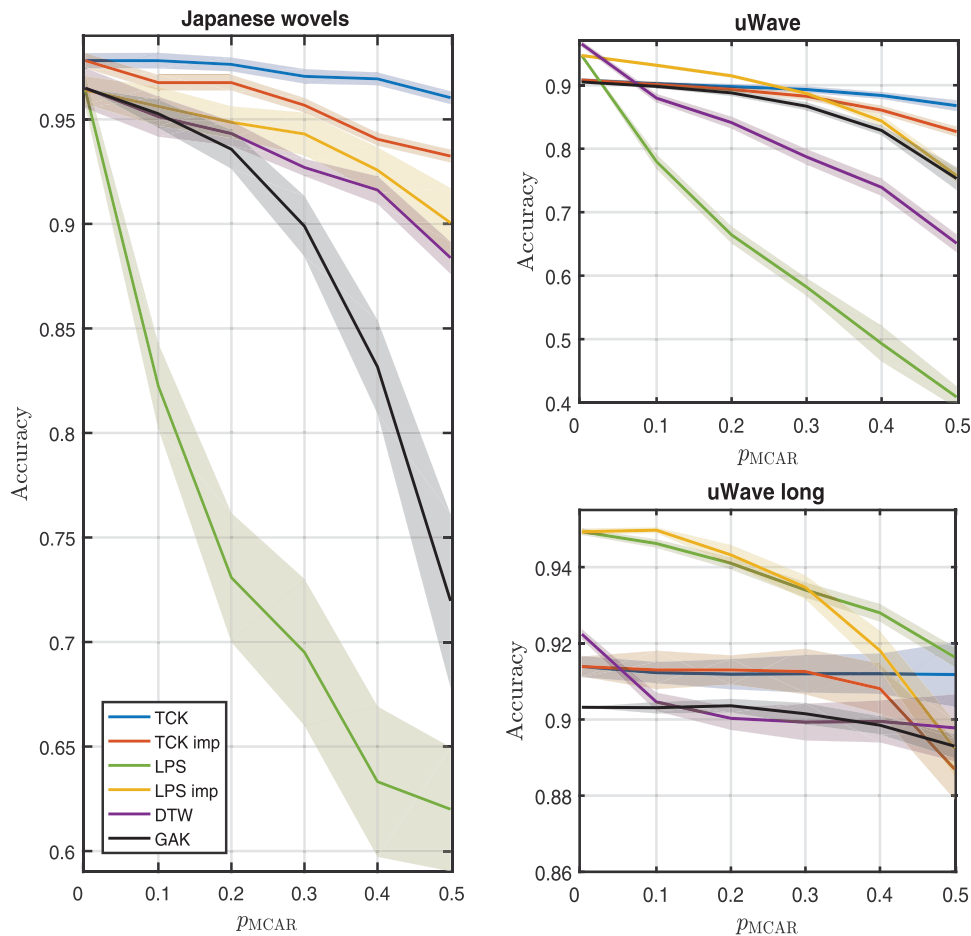 Japanese wovels
Accuracy
0.95
0.9
0.85
0.8
0.75
0.7
0.65
0.6
TCK
TCK imp
LPS
LPS imp
DTW
GAK
0 0.1 0.2 0.3 0.4 0.5
pMCAR
uWave
Accuracy
0.9
0.8
0.7
0.6
0.5
0.4
0 0.1 0.2 0.3 0.4 0.5
pMCAR
uWave long
Accuracy
0.94
0.92
0.9
0.88
0.86
0 0.1 0.2 0.3 0.4 0.5
pMCAR